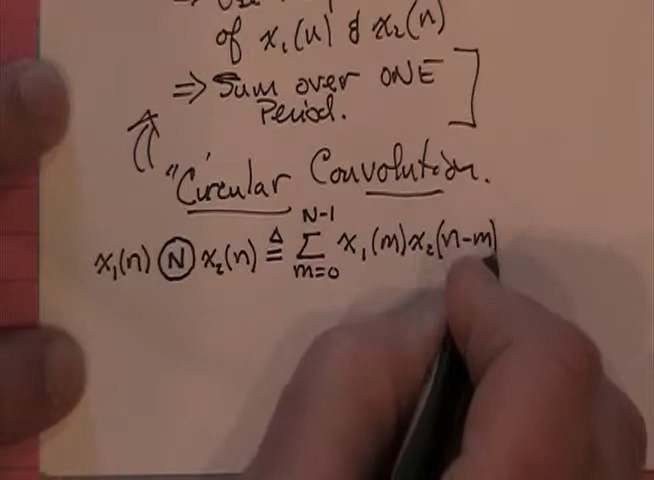 of x₁(n) & x₂(n)
⇒ Sum over ONE
Period.
"Circular Convolution.
x₁(n) Ⓝ x₂(n) ≜ ∑_{m=0}^{N-1} x₁(m)x₂(n-m)